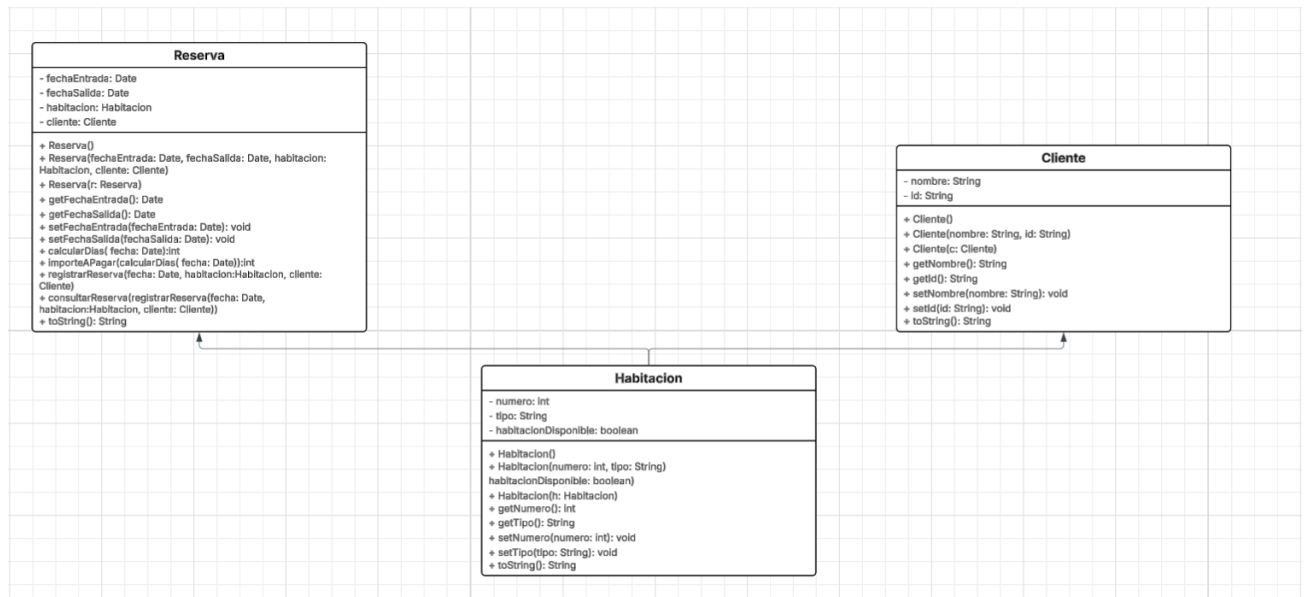 Reserva
- fechaEntrada: Date
- fechaSalida: Date
- habitacion: Habitacion
- cliente: Cliente
+ Reserva()
+ Reserva(fechaEntrada: Date, fechaSalida: Date, habitacion:
Habitacion, cliente: Cliente)
+ Reserva(r: Reserva)
+ getFechaEntrada(): Date
+ getFechaSalida(): Date
+ setFechaEntrada(fechaEntrada: Date): void
+ setFechaSalida(fechaSalida: Date): void
+ calcularDias( fecha: Date):int
+ importeAPagar(calcularDias( fecha: Date)):int
+ registrarReserva(fecha: Date, habitacion:Habitacion, cliente:
Cliente)
+ consultarReserva(registrarReserva(fecha: Date,
habitacion:Habitacion, cliente: Cliente))
+ toString(): String
Cliente
- nombre: String
- id: String
+ Cliente()
+ Cliente(nombre: String, id: String)
+ Cliente(c: Cliente)
+ getNombre(): String
+ getId(): String
+ setNombre(nombre: String): void
+ setId(id: String): void
+ toString(): String
Habitacion
- numero: int
- tipo: String
- habitacionDisponible: boolean
+ Habitacion()
+ Habitacion(numero: int, tipo: String)
habitacionDisponible: boolean)
+ Habitacion(h: Habitacion)
+ getNumero(): int
+ getTipo(): String
+ setNumero(numero: int): void
+ setTipo(tipo: String): void
+ toString(): String